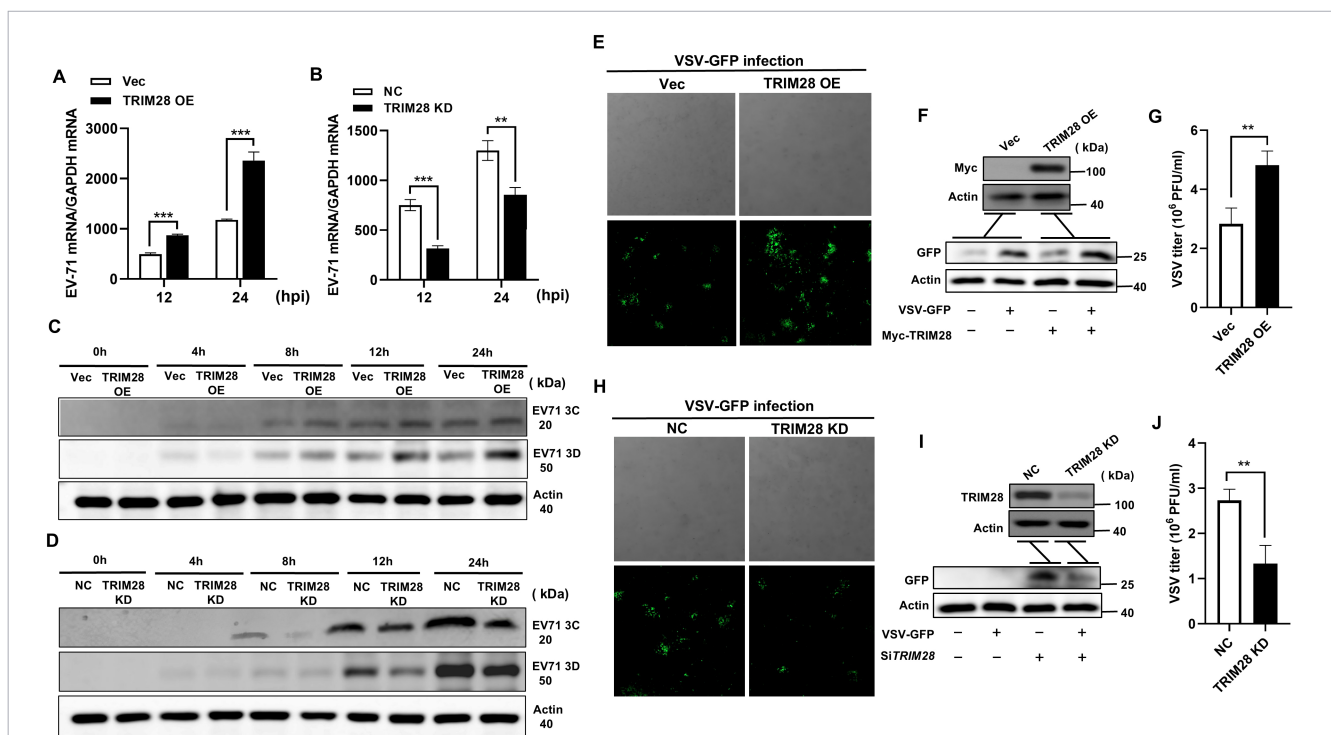 A
Vec
TRIM28 OE
EV-71 mRNA/GAPDH mRNA
3000
2000
1000
0
***
***
12 24 (hpi)
B
NC
TRIM28 KD
EV-71 mRNA/GAPDH mRNA
1500
1000
500
0
***
**
12 24 (hpi)
C
0h 4h 8h 12h 24h
Vec TRIM28 OE Vec TRIM28 OE Vec TRIM28 OE Vec TRIM28 OE Vec TRIM28 OE
( kDa)
EV71 3C
20
EV71 3D
50
Actin
40
D
0h 4h 8h 12h 24h
NC TRIM28 KD NC TRIM28 KD NC TRIM28 KD NC TRIM28 KD NC TRIM28 KD
( kDa)
EV71 3C
20
EV71 3D
50
Actin
40
E
VSV-GFP infection
Vec TRIM28 OE
F
Vec TRIM28 OE
( kDa)
Myc 100
Actin 40
GFP 25
Actin 40
VSV-GFP – + – +
Myc-TRIM28 – – + +
G
VSV titer (10⁶ PFU/ml)
6
4
2
0
**
Vec
TRIM28 OE
H
VSV-GFP infection
NC TRIM28 KD
I
NC TRIM28 KD
( kDa)
TRIM28 100
Actin 40
GFP 25
Actin 40
VSV-GFP – + – +
SiTRIM28 – – + +
J
VSV titer (10⁶ PFU/ml)
4
3
2
1
0
**
NC
TRIM28 KD